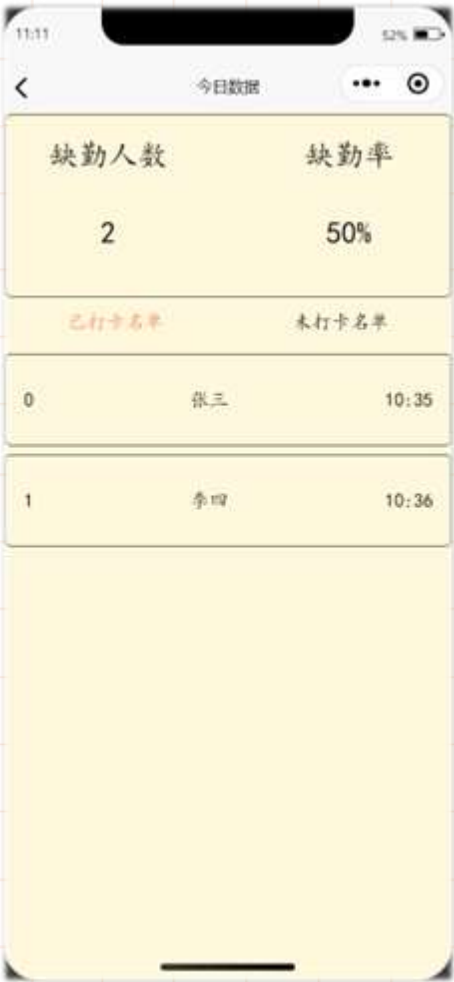 11:11 52%
今日数据
缺勤人数 缺勤率
2 50%
已打卡名单 未打卡名单
0 张三 10:35
1 李四 10:36